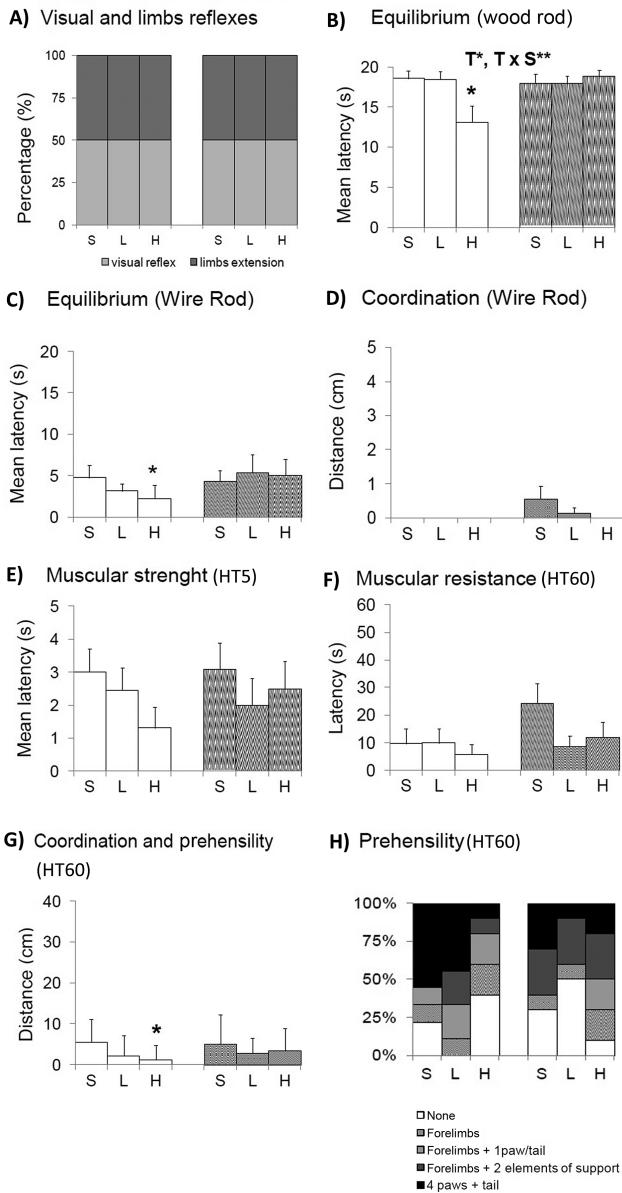 A) Visual and limbs reflexes
Percentage (%)
100
75
50
25
0
S L H S L H
visual reflex limbs extension
B) Equilibrium (wood rod)
T*, T x S**
*
Mean latency (s)
20
15
10
5
0
S L H S L H
C) Equilibrium (Wire Rod)
Mean latency (s)
20
15
10
5
0
*
S L H S L H
D) Coordination (Wire Rod)
Distance (cm)
5
4
3
2
1
0
S L H S L H
E) Muscular strenght (HT5)
Mean latency (s)
5
4
3
2
1
0
S L H S L H
F) Muscular resistance (HT60)
Latency (s)
60
50
40
30
20
10
0
S L H S L H
G) Coordination and prehensility
(HT60)
Distance (cm)
40
30
20
10
0
*
S L H S L H
H) Prehensility (HT60)
100%
75%
50%
25%
0%
S L H S L H
None
Forelimbs
Forelimbs + 1paw/tail
Forelimbs + 2 elements of support
4 paws + tail